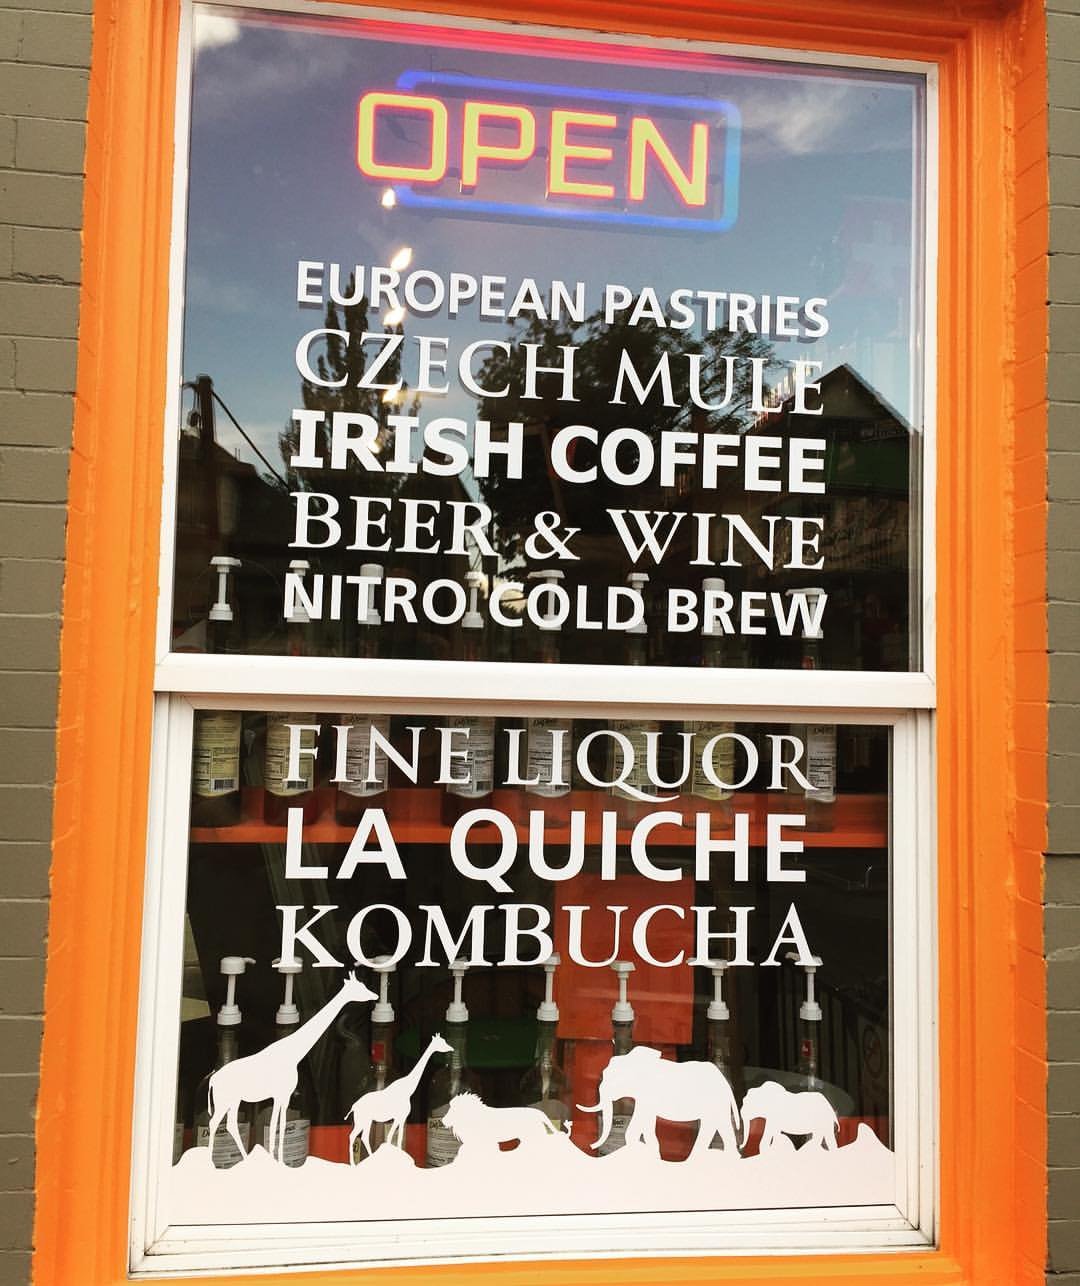 OPEN
EUROPEAN PASTRIES
CZECH MULE
IRISH COFFEE
BEER & WINE
NITRO COLD BREW
FINE LIQUOR
LA QUICHE
KOMBUCHA